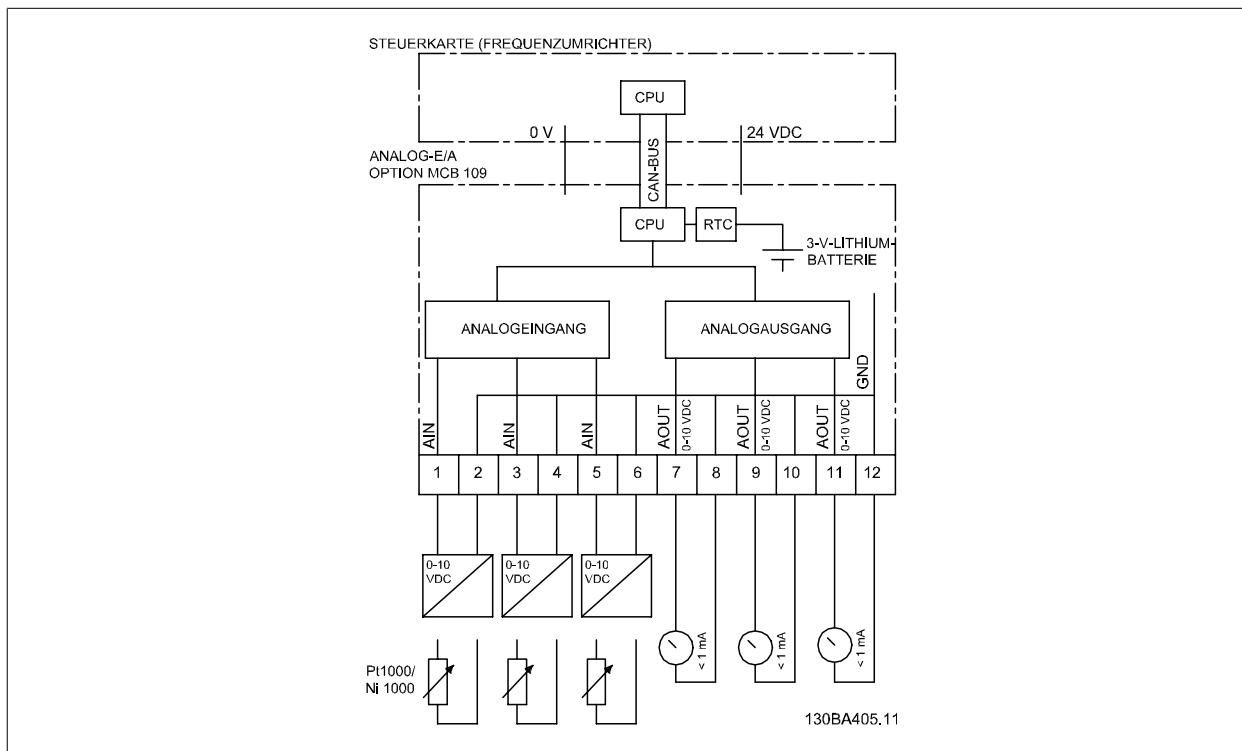 STEUERKARTE (FREQUENZUMRICHTER)
CPU
0 V
24 VDC
CAN-BUS
ANALOG-E/A
OPTION MCB 109
CPU
RTC
3-V-LITHIUM-
BATTERIE
ANALOGEINGANG
ANALOGAUSGANG
GND
AIN
AIN
AIN
AOUT
0-10 VDC
AOUT
0-10 VDC
AOUT
0-10 VDC
1
2
3
4
5
6
7
8
9
10
11
12
0-10
VDC
0-10
VDC
0-10
VDC
< 1 mA
< 1 mA
< 1 mA
Pt1000/
Ni 1000
130BA405.11